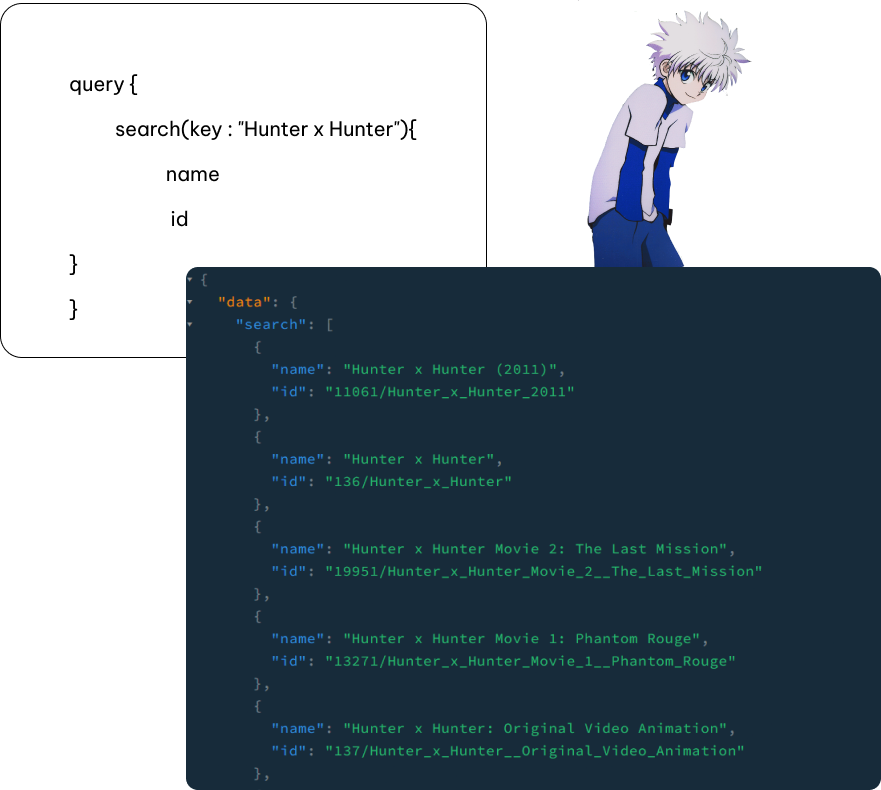 query {
search(key : "Hunter x Hunter"){
name
id
}
}
{
"data": {
"search": [
{
"name": "Hunter x Hunter (2011)",
"id": "11061/Hunter_x_Hunter_2011"
},
{
"name": "Hunter x Hunter",
"id": "136/Hunter_x_Hunter"
},
{
"name": "Hunter x Hunter Movie 2: The Last Mission",
"id": "19951/Hunter_x_Hunter_Movie_2__The_Last_Mission"
},
{
"name": "Hunter x Hunter Movie 1: Phantom Rouge",
"id": "13271/Hunter_x_Hunter_Movie_1__Phantom_Rouge"
},
{
"name": "Hunter x Hunter: Original Video Animation",
"id": "137/Hunter_x_Hunter__Original_Video_Animation"
},